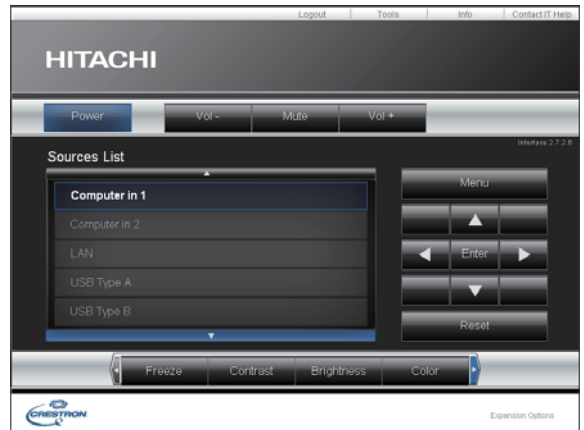 Logout Tools Info Contact IT Help
HITACHI
Power Vol - Mute Vol +
Interface 2.7.2.6
Sources List
Menu
Computer in 1
Computer in 2
LAN
Enter
USB Type A
USB Type B
Reset
Freeze Contrast Brightness Color
CRESTRON
Expansion Options